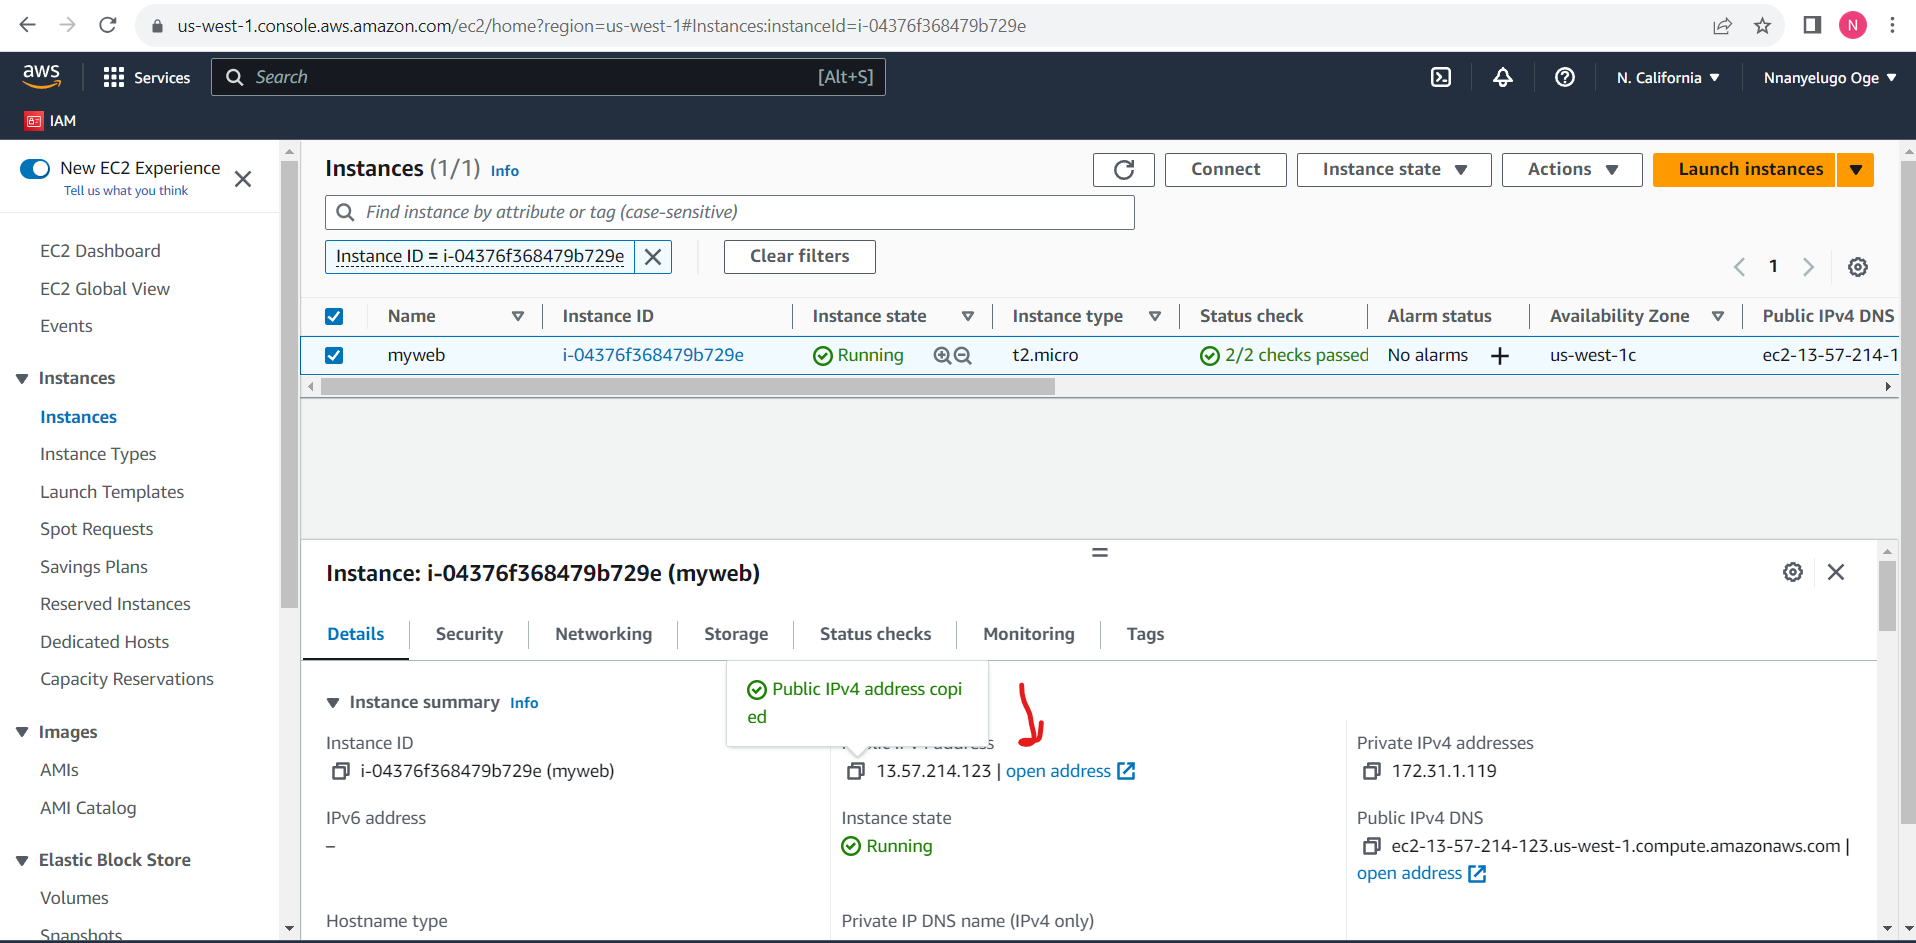 us-west-1.console.aws.amazon.com/ec2/home?region=us-west-1#Instances:instanceId=i-04376f368479b729e
N
aws
Services
Search
[Alt+S]
N. California
Nnanyelugo Oge
IAM
New EC2 Experience
Tell us what you think
EC2 Dashboard
EC2 Global View
Events
Instances
Instances
Instance Types
Launch Templates
Spot Requests
Savings Plans
Reserved Instances
Dedicated Hosts
Capacity Reservations
Images
AMIs
AMI Catalog
Elastic Block Store
Volumes
Snapshots
Instances (1/1) Info
Connect
Instance state
Actions
Launch instances
Find instance by attribute or tag (case-sensitive)
Instance ID = i-04376f368479b729e
Clear filters
1
Name Instance ID Instance state Instance type Status check Alarm status Availability Zone Public IPv4 DNS
myweb i-04376f368479b729e Running t2.micro 2/2 checks passed No alarms + us-west-1c ec2-13-57-214-1
Instance: i-04376f368479b729e (myweb)
Details Security Networking Storage Status checks Monitoring Tags
Public IPv4 address copi
ed
Instance summary Info
Instance ID
i-04376f368479b729e (myweb)
13.57.214.123 | open address
Private IPv4 addresses
172.31.1.119
IPv6 address
–
Instance state
Running
Public IPv4 DNS
ec2-13-57-214-123.us-west-1.compute.amazonaws.com |
open address
Hostname type
Private IP DNS name (IPv4 only)